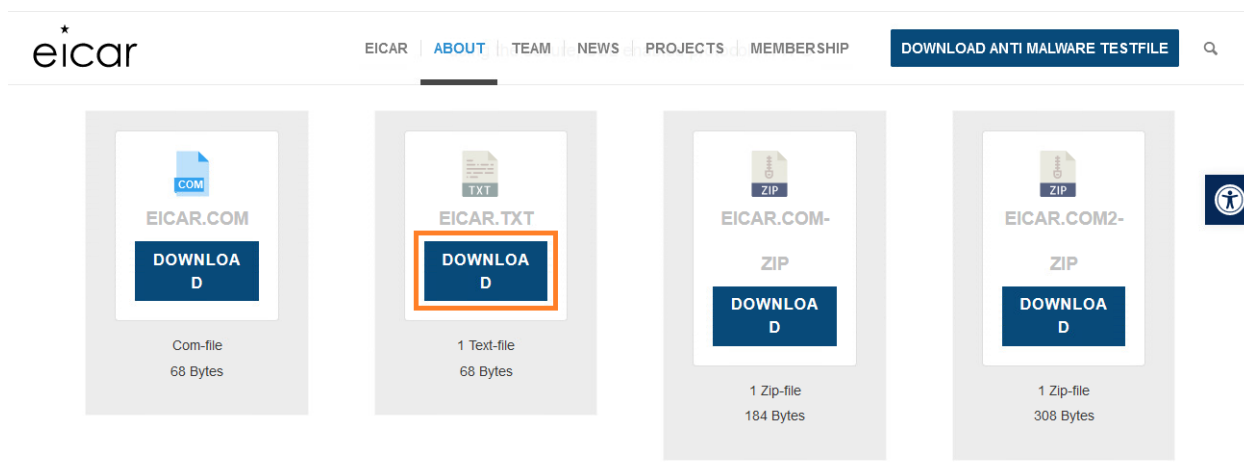 eicar
EICAR ABOUT TEAM NEWS PROJECTS MEMBERSHIP DOWNLOAD ANTI MALWARE TESTFILE
COM
EICAR.COM
DOWNLOA
D
Com-file
68 Bytes
TXT
EICAR.TXT
DOWNLOA
D
1 Text-file
68 Bytes
ZIP
EICAR.COM-
ZIP
DOWNLOA
D
1 Zip-file
184 Bytes
ZIP
EICAR.COM2-
ZIP
DOWNLOA
D
1 Zip-file
308 Bytes